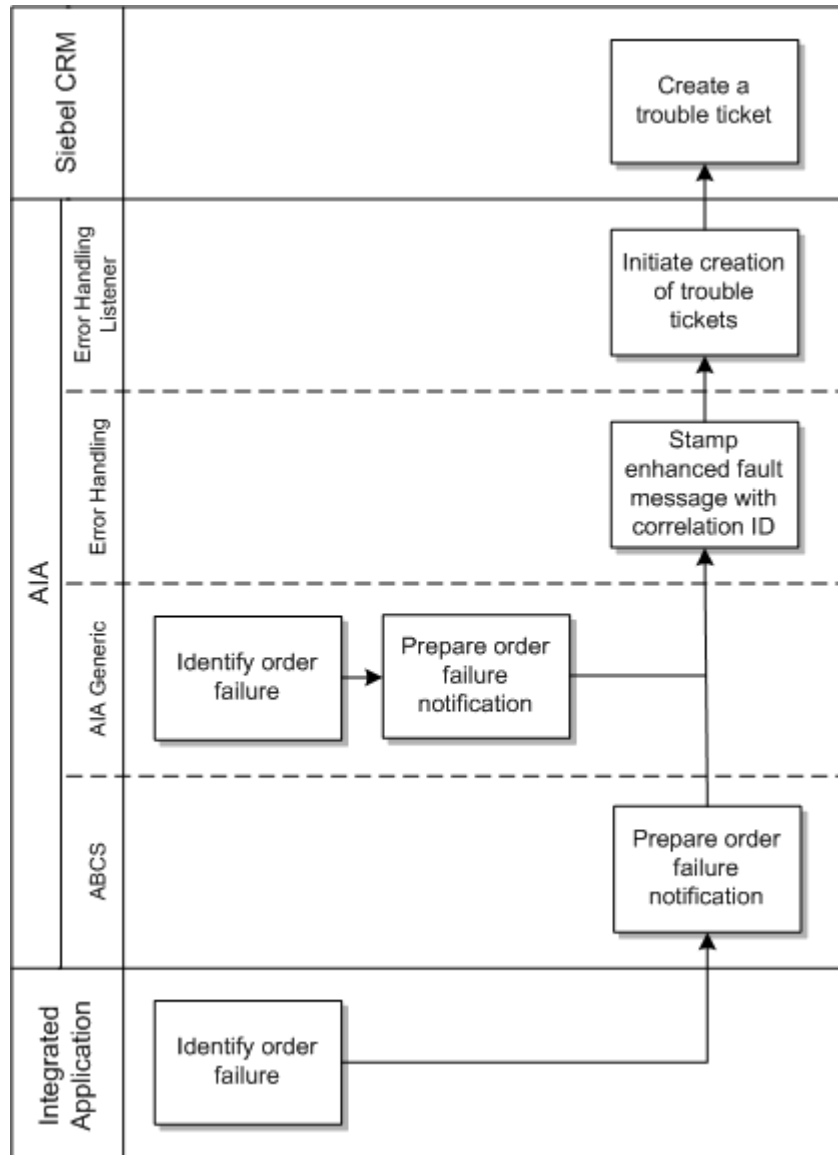 Siebel CRM
Create a
trouble ticket
AIA
Error Handling
Listener
Initiate creation
of trouble
tickets
Error Handling
Stamp
enhanced fault
message with
correlation ID
AIA Generic
Identify order
failure
Prepare order
failure
notification
ABCS
Prepare order
failure
notification
Integrated
Application
Identify order
failure